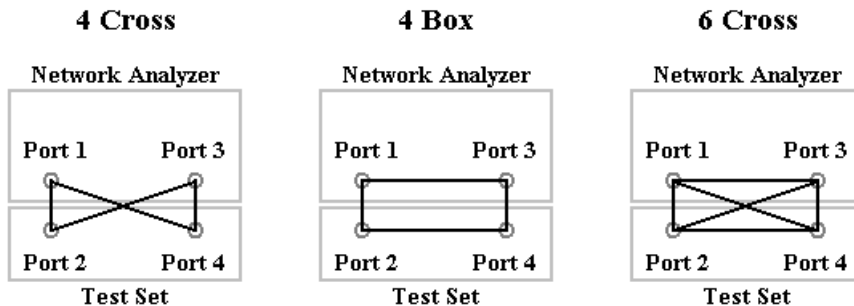 4 Cross
4 Box
6 Cross
Network Analyzer
Network Analyzer
Network Analyzer
Port 1 Port 3
Port 1 Port 3
Port 1 Port 3
Port 2 Port 4
Port 2 Port 4
Port 2 Port 4
Test Set
Test Set
Test Set